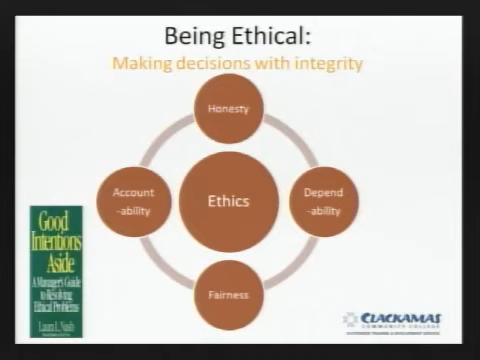 Being Ethical:
Making decisions with integrity
Honesty
Account
-ability
Ethics
Depend
-ability
Fairness
Good
Intentions
Aside
A Manager's Guide
to Resolving
Ethical Problems
Laura L. Nash
CLACKAMAS
COMMUNITY COLLEGE